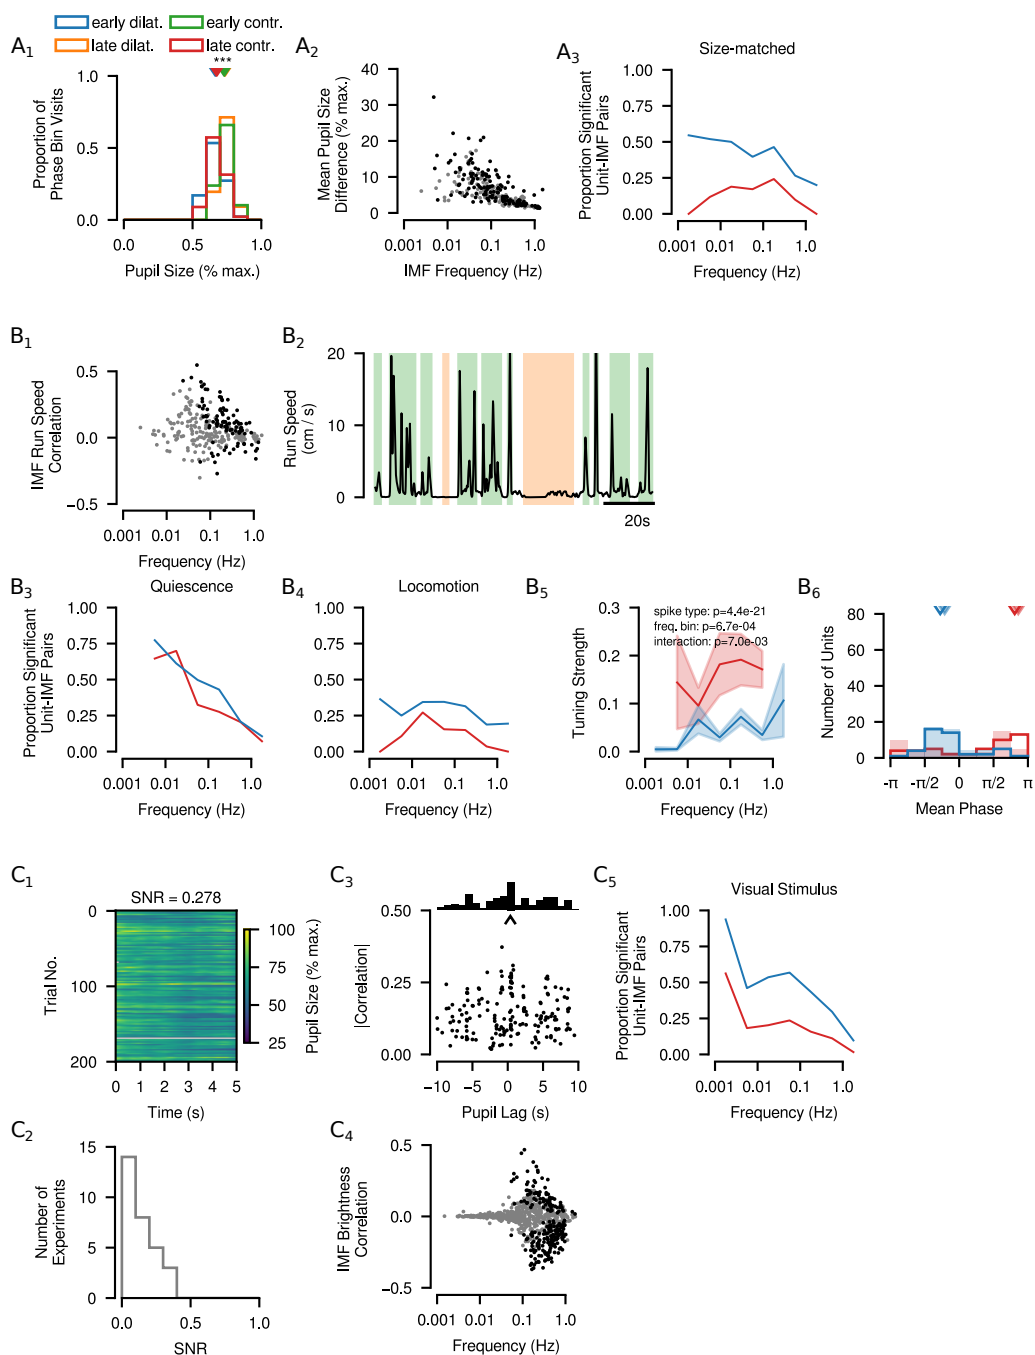 early dilat.
early contr.
late dilat.
late contr.
A1
***
1.0
0.5
0.0
0.0
0.5
1.0
Proportion of
Phase Bin Visits
Pupil Size (% max.)
A2
40
30
20
10
0
Mean Pupil Size
Difference (% max.)
0.001
0.01
0.1
1.0
IMF Frequency (Hz)
A3
Size-matched
1.00
0.75
0.50
0.25
0.00
Proportion Significant
Unit-IMF Pairs
0.001
0.01
0.1
1.0
Frequency (Hz)
B1
0.5
0.0
−0.5
IMF Run Speed
Correlation
0.001
0.01
0.1
1.0
Frequency (Hz)
B2
20
10
0
Run Speed
(cm / s)
20s
B3
Quiescence
1.00
0.75
0.50
0.25
0.00
Proportion Significant
Unit-IMF Pairs
0.001
0.01
0.1
1.0
Frequency (Hz)
B4
Locomotion
1.00
0.75
0.50
0.25
0.00
0.001
0.01
0.1
1.0
Frequency (Hz)
B5
spike type: p=4.4e-21
freq. bin: p=6.7e-04
interaction: p=7.0e-03
0.3
0.2
0.1
0.0
Tuning Strength
0.001
0.01
0.1
1.0
Frequency (Hz)
B6
80
60
40
20
0
Number of Units
-π
-π/2
0
π/2
π
Mean Phase
C1
SNR = 0.278
0
100
200
Trial No.
0
1
2
3
4
5
Time (s)
100
75
50
25
Pupil Size (% max.)
C3
0.50
0.25
0.00
|Correlation|
−10
−5
0
5
10
Pupil Lag (s)
C5
Visual Stimulus
1.00
0.75
0.50
0.25
0.00
Proportion Significant
Unit-IMF Pairs
0.001
0.01
0.1
1.0
Frequency (Hz)
C2
15
10
5
0
Number of
Experiments
0.0
0.5
1.0
SNR
C4
0.5
0.0
−0.5
IMF Brightness
Correlation
0.001
0.01
0.1
1.0
Frequency (Hz)